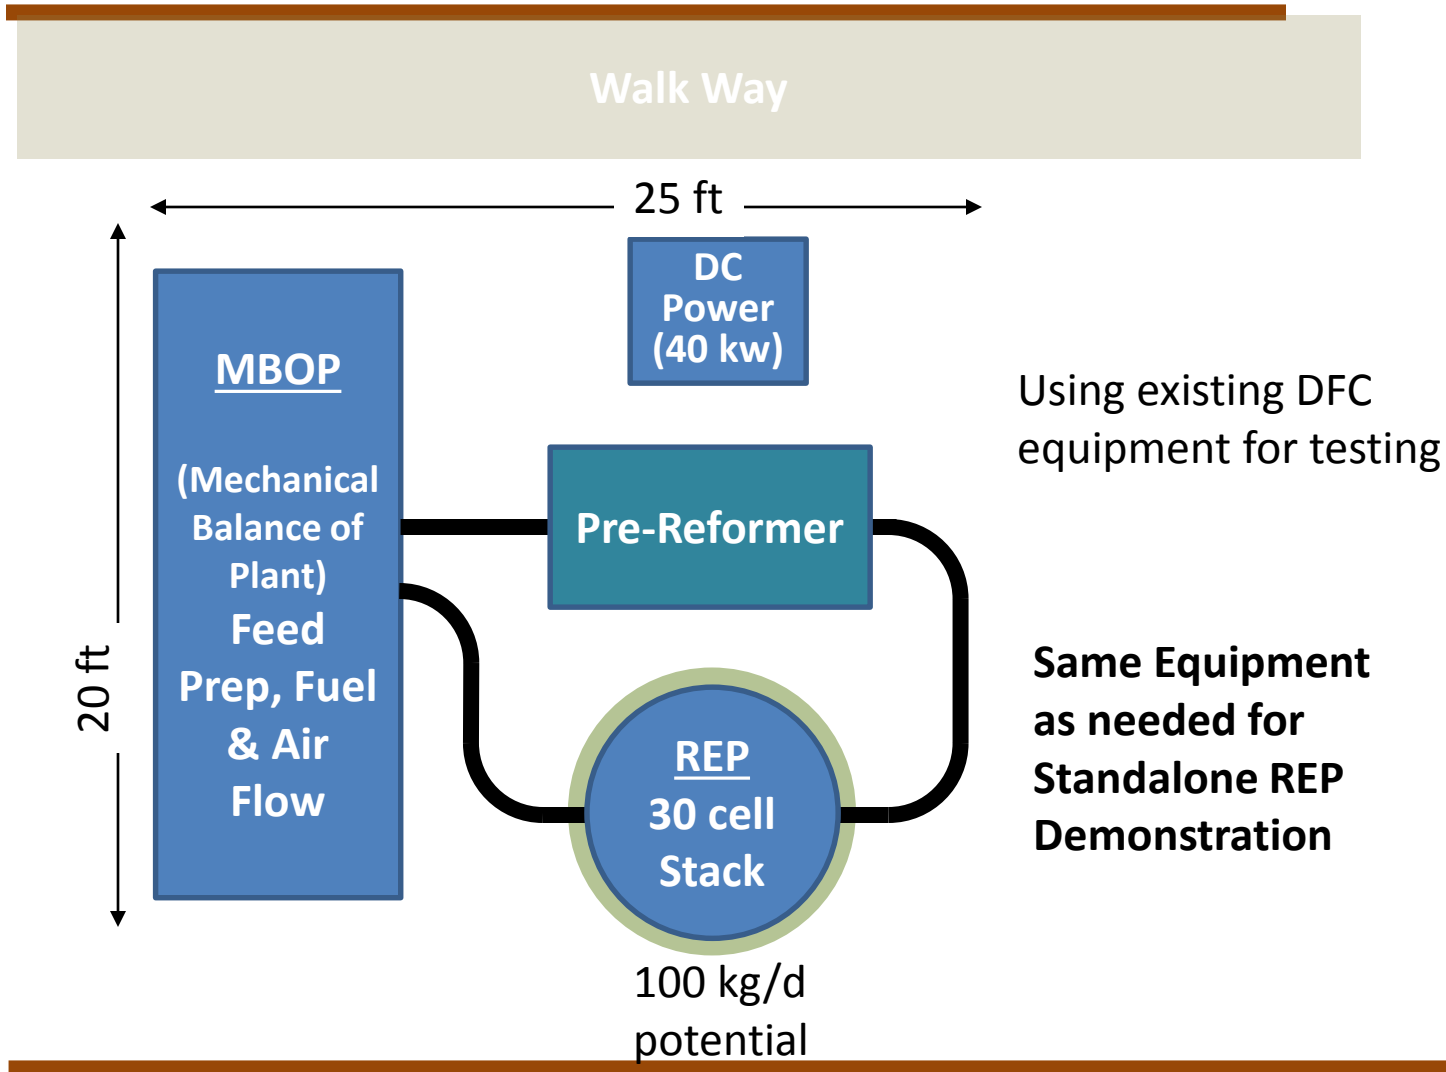 Walk Way
25 ft
20 ft
DC
Power
(40 kw)
MBOP
(Mechanical
Balance of
Plant)
Feed
Prep, Fuel
& Air
Flow
Pre-Reformer
Using existing DFC
equipment for testing
REP
30 cell
Stack
100 kg/d
potential
Same Equipment
as needed for
Standalone REP
Demonstration